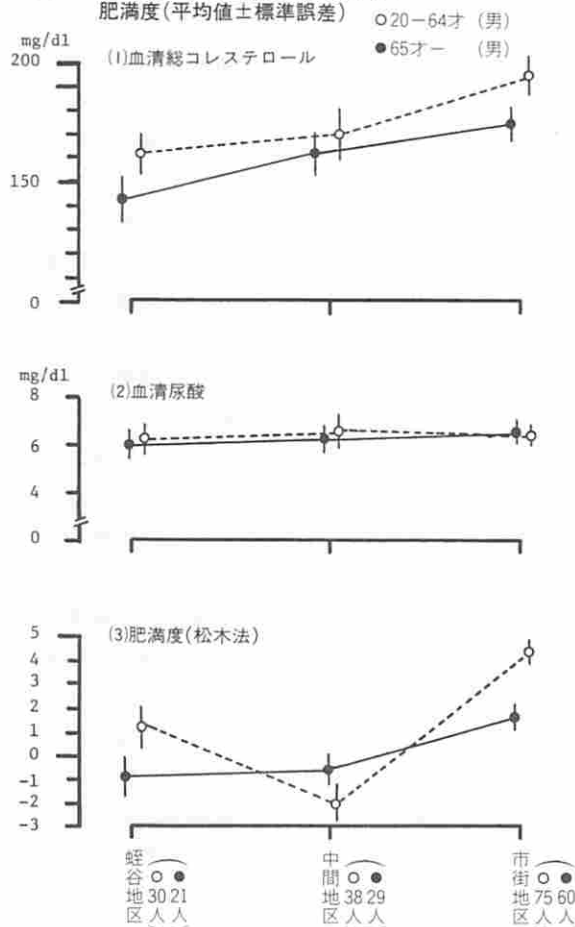 肥満度(平均値±標準誤差)
○20−64才 (男)
●65才− (男)
mg/dl
(1)血清総コレステロール
200
150
0
mg/dl
(2)血清尿酸
8
6
4
0
(3)肥満度(松木法)
5
4
3
2
1
0
−1
−2
−3
蛭谷地区 ○30人 ●21人
中間地区 ○38人 ●29人
市街地区 ○75人 ●60人